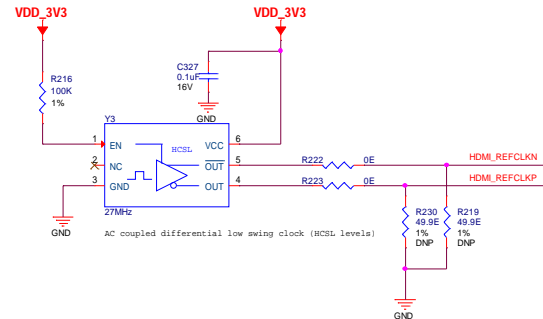 VDD_3V3
VDD_3V3
R216
100K
1%
C327
0.1uF
16V
GND
Y3
1
EN
HCSL
VCC
6
2
NC
OUT
5
R222
0E
HDMI_REFCLKN
3
GND
OUT
4
R223
0E
HDMI_REFCLKP
27MHz
GND
AC coupled differential low swing clock (HCSL levels)
R230
49.9E
1%
DNP
R219
49.9E
1%
DNP
GND